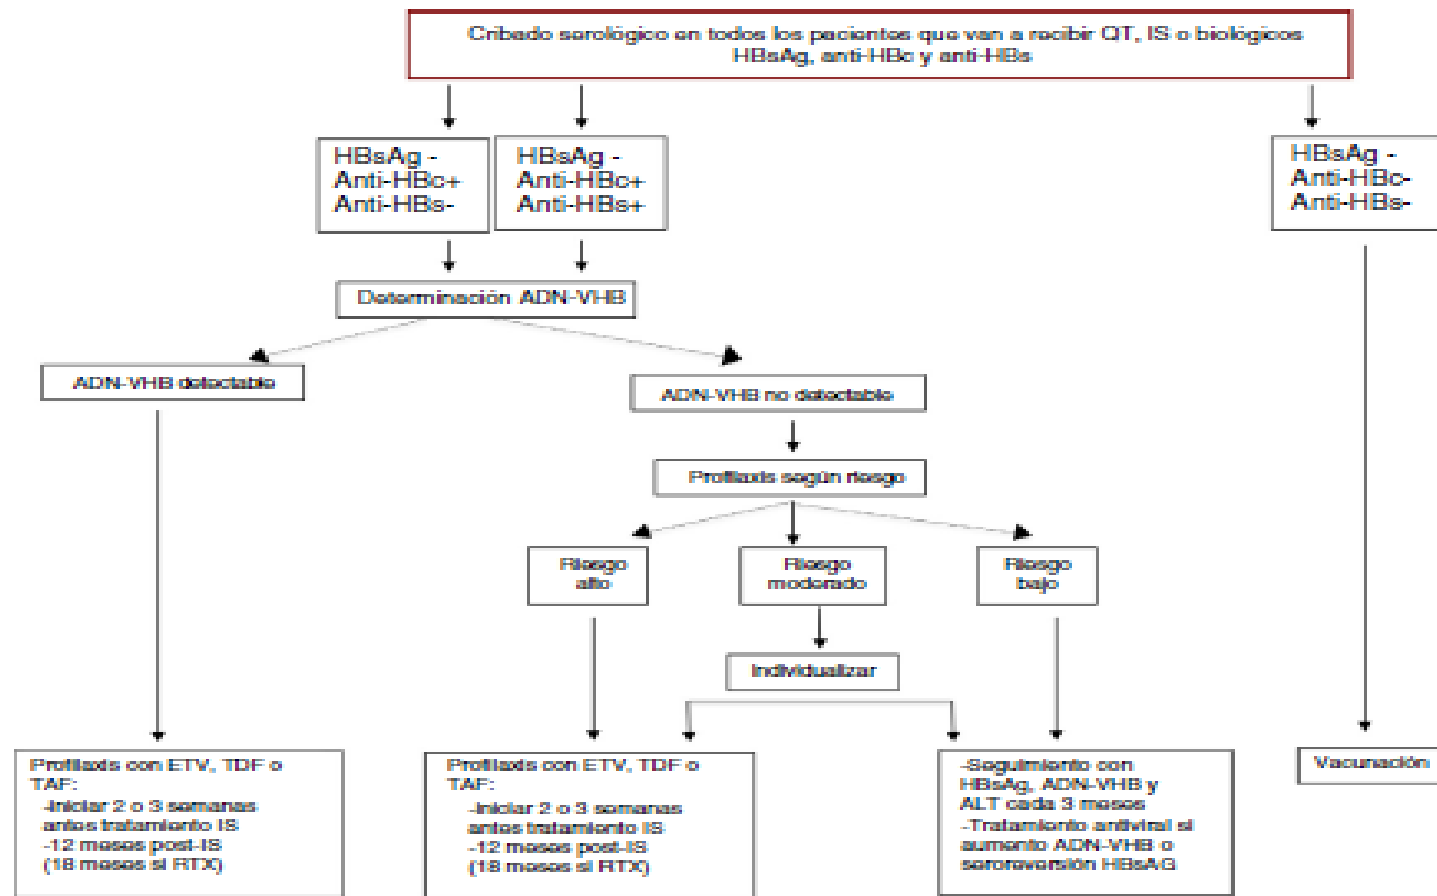 Cribado serológico en todos los pacientes que van a recibir QT, IS o biológicos
HBsAg, anti-HBc y anti-HBs
HBsAg -
Anti-HBc+
Anti-HBs-
HBsAg -
Anti-HBc+
Anti-HBs+
HBsAg -
Anti-HBc-
Anti-HBs-
Determinación ADN-VHB
ADN-VHB detectable
ADN-VHB no detectable
Profilaxis según riesgo
Riesgo
alto
Riesgo
moderado
Riesgo
bajo
Individualizar
Profilaxis con ETV, TDF o
TAF:
-Iniciar 2 o 3 semanas
antes tratamiento IS
-12 meses post-IS
(18 meses si RTX)
Profilaxis con ETV, TDF o
TAF:
-Iniciar 2 o 3 semanas
antes tratamiento IS
-12 meses post-IS
(18 meses si RTX)
-Seguimiento con
HBsAg, ADN-VHB y
ALT cada 3 meses
-Tratamiento antiviral si
aumento ADN-VHB o
seroreversión HBsAG
Vacunación